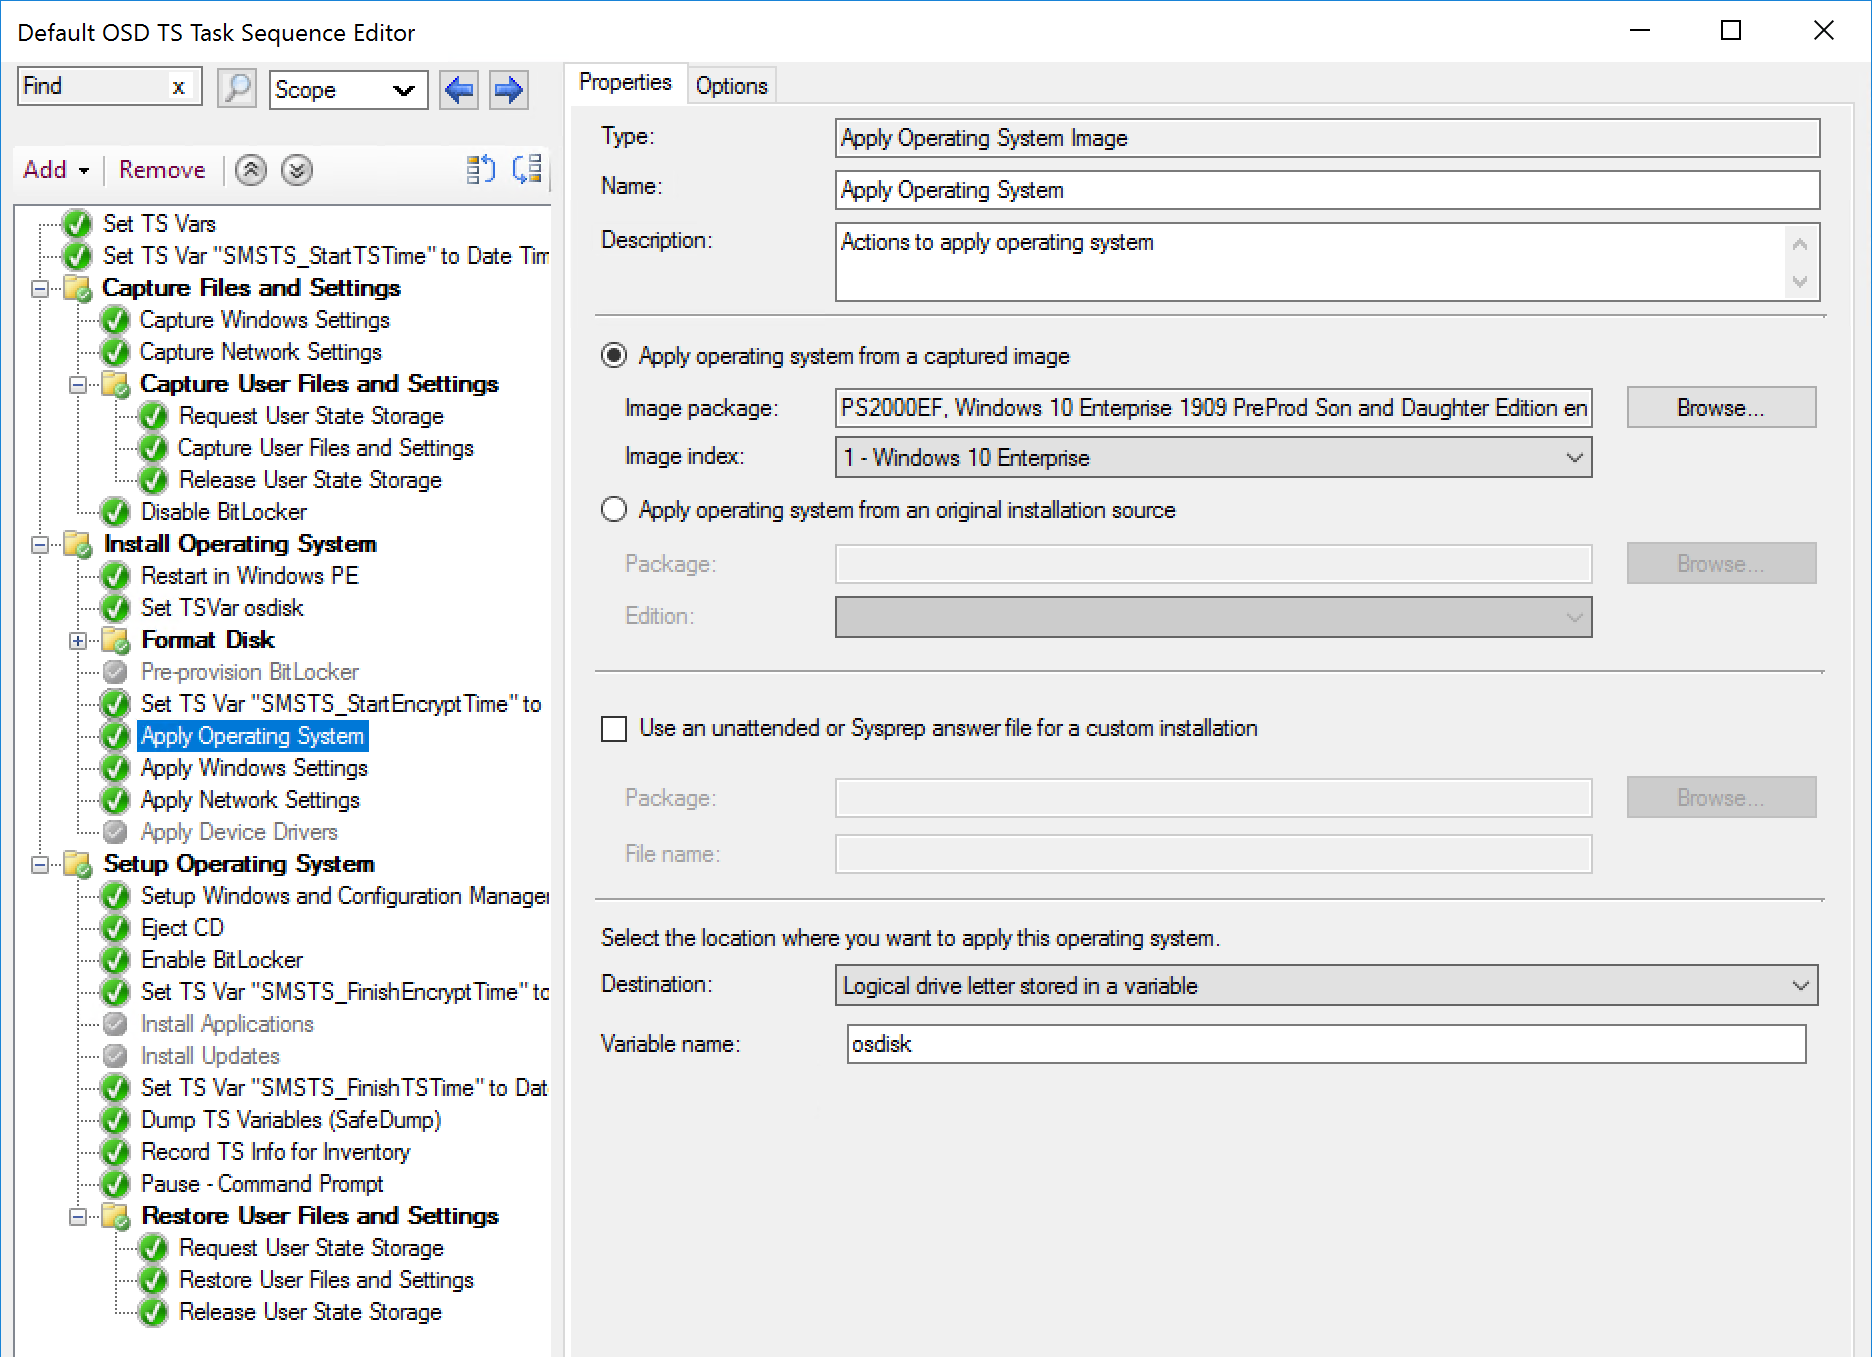 Default OSD TS Task Sequence Editor
Find x
Scope
Add
Remove
Set TS Vars
Set TS Var "SMSTS_StartTSTime" to Date Tim
Capture Files and Settings
Capture Windows Settings
Capture Network Settings
Capture User Files and Settings
Request User State Storage
Capture User Files and Settings
Release User State Storage
Disable BitLocker
Install Operating System
Restart in Windows PE
Set TSVar osdisk
Format Disk
Pre-provision BitLocker
Set TS Var "SMSTS_StartEncryptTime" to
Apply Operating System
Apply Windows Settings
Apply Network Settings
Apply Device Drivers
Setup Operating System
Setup Windows and Configuration Manager
Eject CD
Enable BitLocker
Set TS Var "SMSTS_FinishEncryptTime" to
Install Applications
Install Updates
Set TS Var "SMSTS_FinishTSTime" to Dat
Dump TS Variables (SafeDump)
Record TS Info for Inventory
Pause - Command Prompt
Restore User Files and Settings
Request User State Storage
Restore User Files and Settings
Release User State Storage
Properties
Options
Type: Apply Operating System Image
Name: Apply Operating System
Description: Actions to apply operating system
Apply operating system from a captured image
Image package: PS2000EF, Windows 10 Enterprise 1909 PreProd Son and Daughter Edition en Browse...
Image index: 1 - Windows 10 Enterprise
Apply operating system from an original installation source
Package: Browse...
Edition:
Use an unattended or Sysprep answer file for a custom installation
Package: Browse...
File name:
Select the location where you want to apply this operating system.
Destination: Logical drive letter stored in a variable
Variable name: osdisk